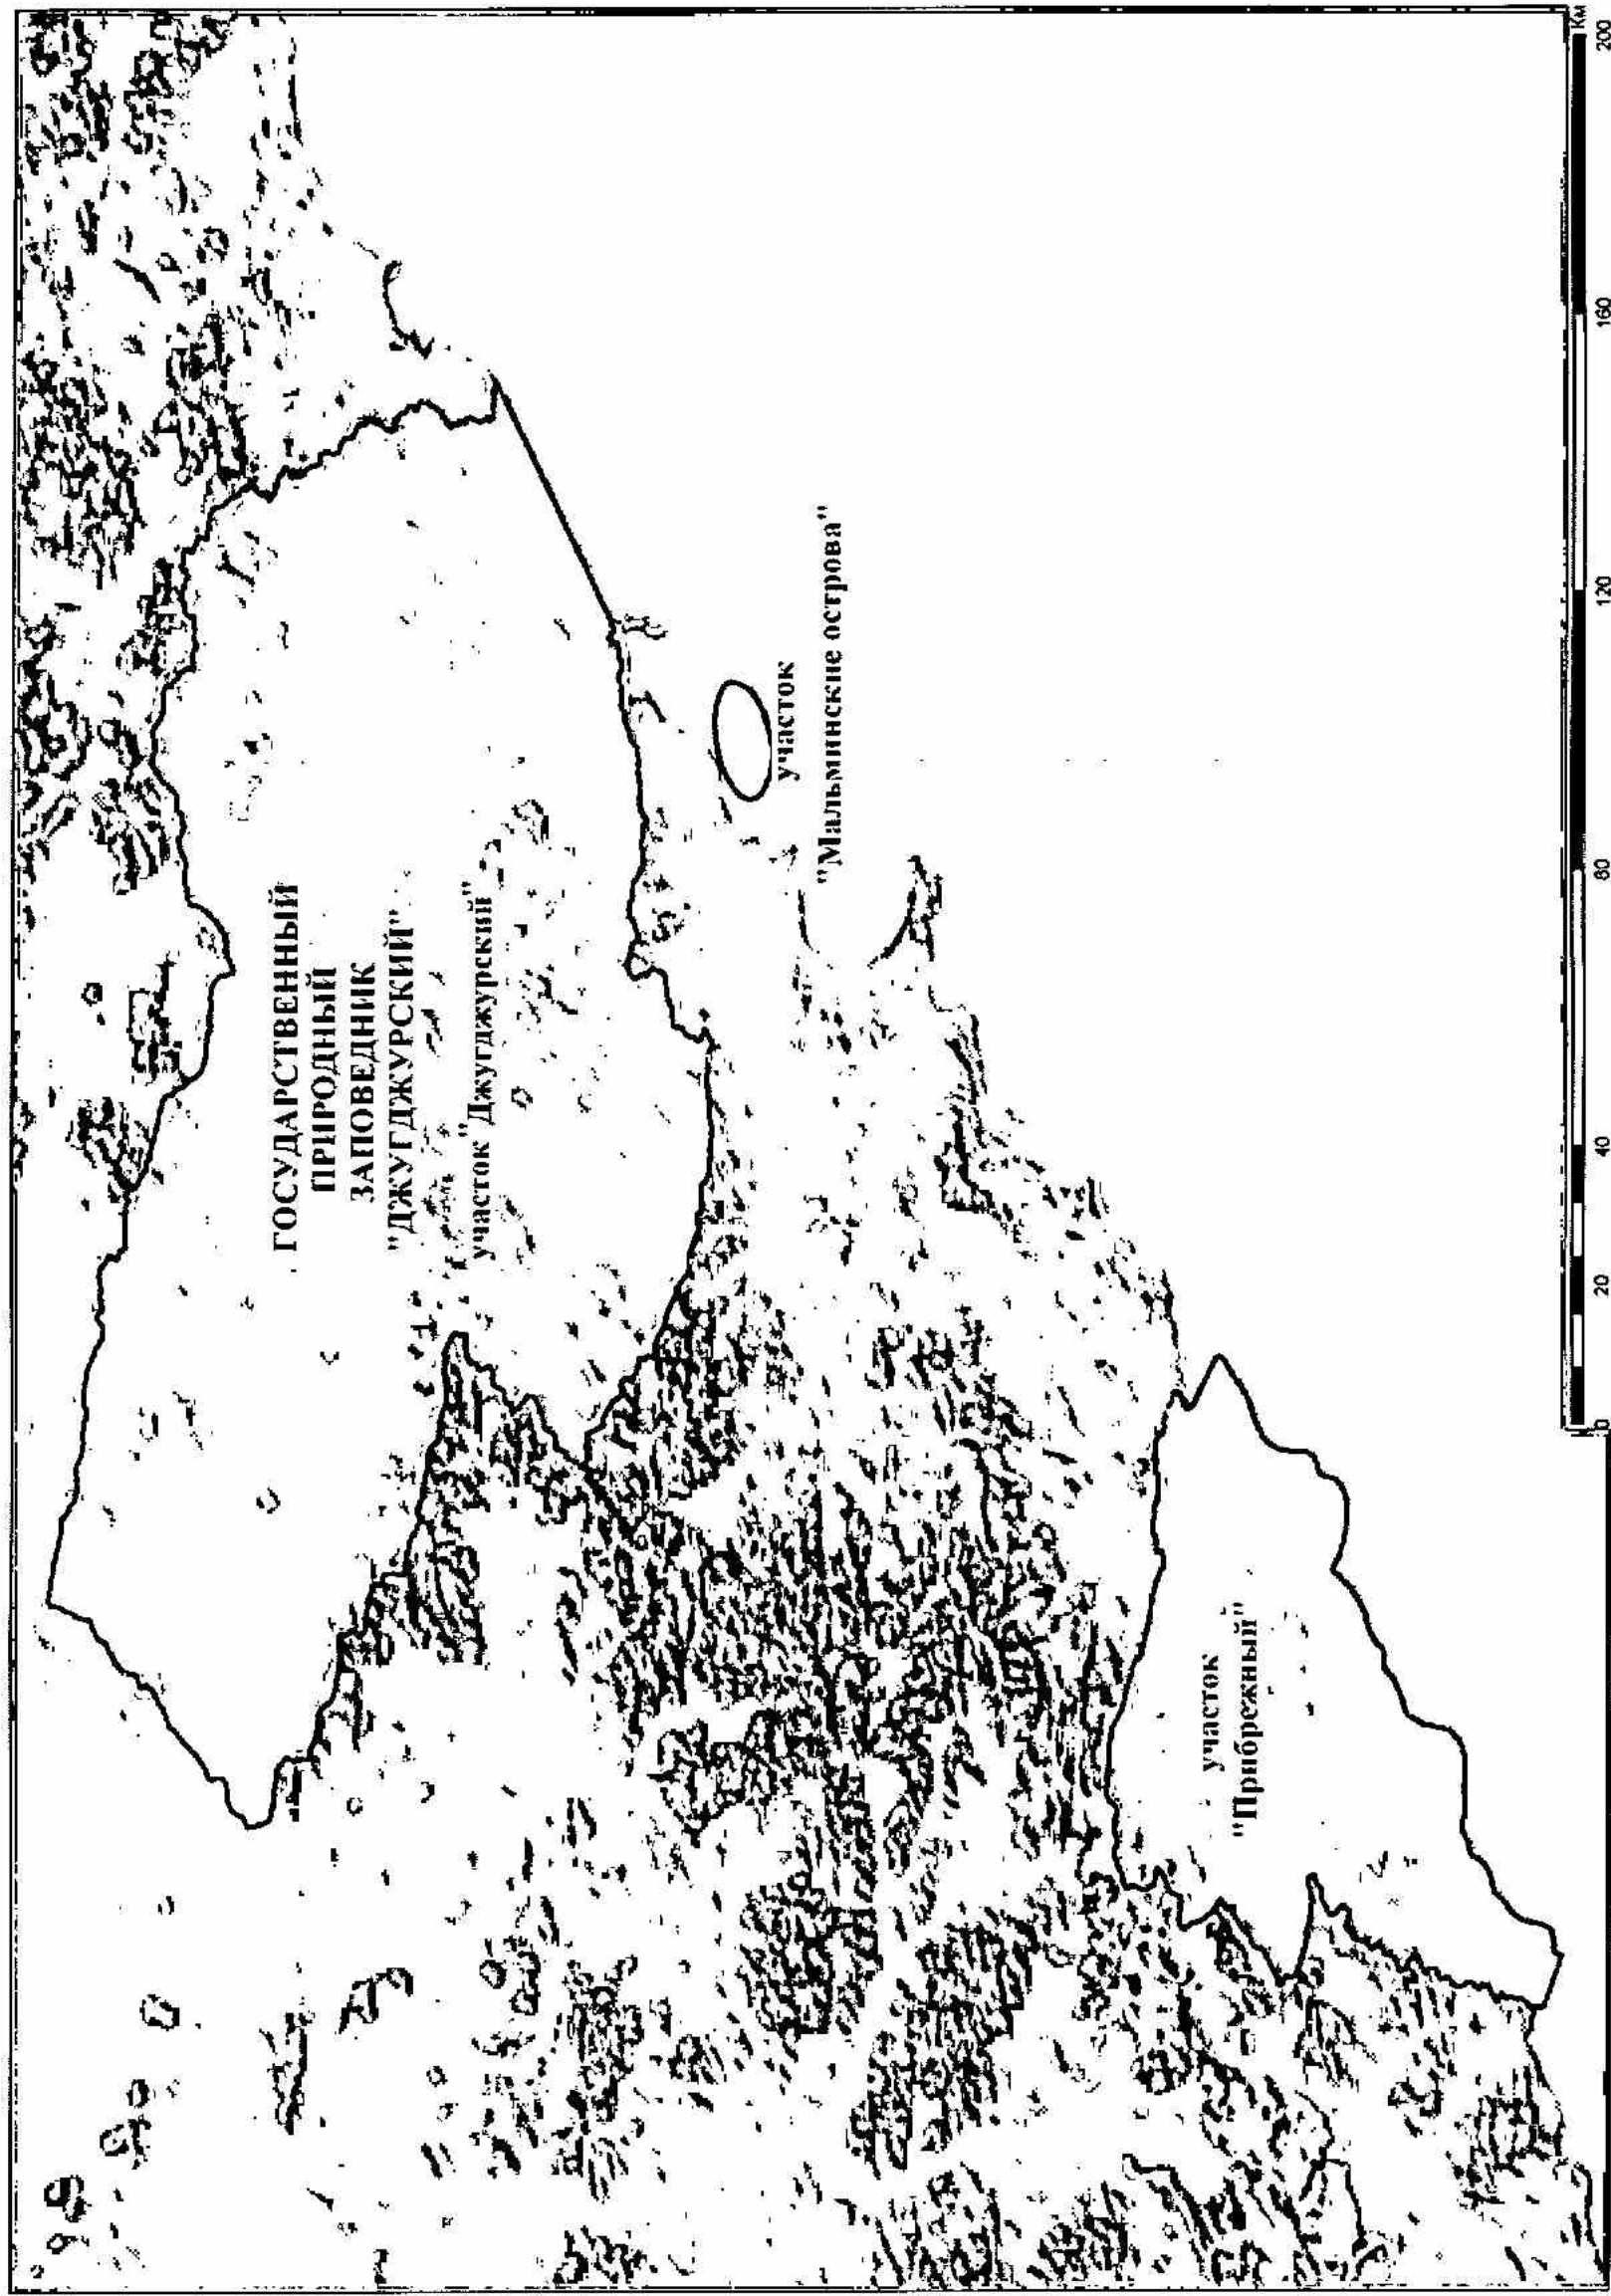 ГОСУДАРСТВЕННЫЙ
ПРИРОДНЫЙ
ЗАПОВЕДНИК
"ДЖУГДЖУРСКИЙ"
участок "Джугджурский"
участок
"Мальминские острова"
участок
"Прибрежный"
0 20 40 80 120 160 200
Км